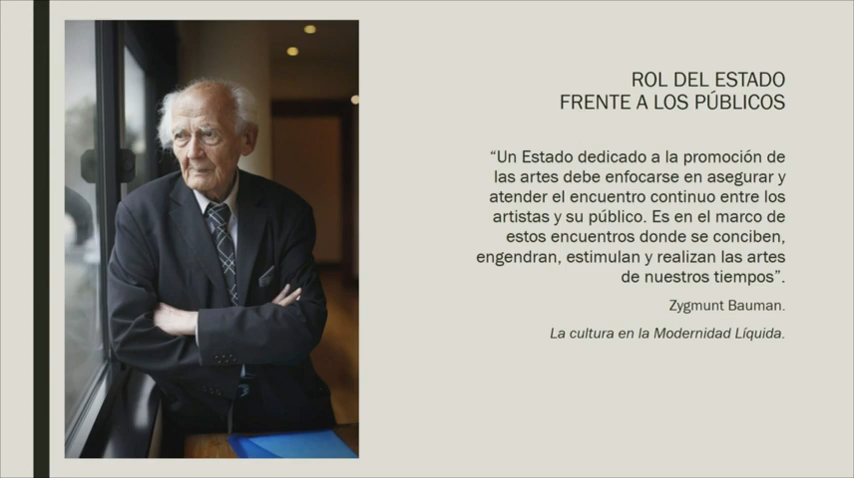 ROL DEL ESTADO
FRENTE A LOS PÚBLICOS
“Un Estado dedicado a la promoción de
las artes debe enfocarse en asegurar y
atender el encuentro continuo entre los
artistas y su público. Es en el marco de
estos encuentros donde se conciben,
engendran, estimulan y realizan las artes
de nuestros tiempos”.
Zygmunt Bauman.
La cultura en la Modernidad Líquida.